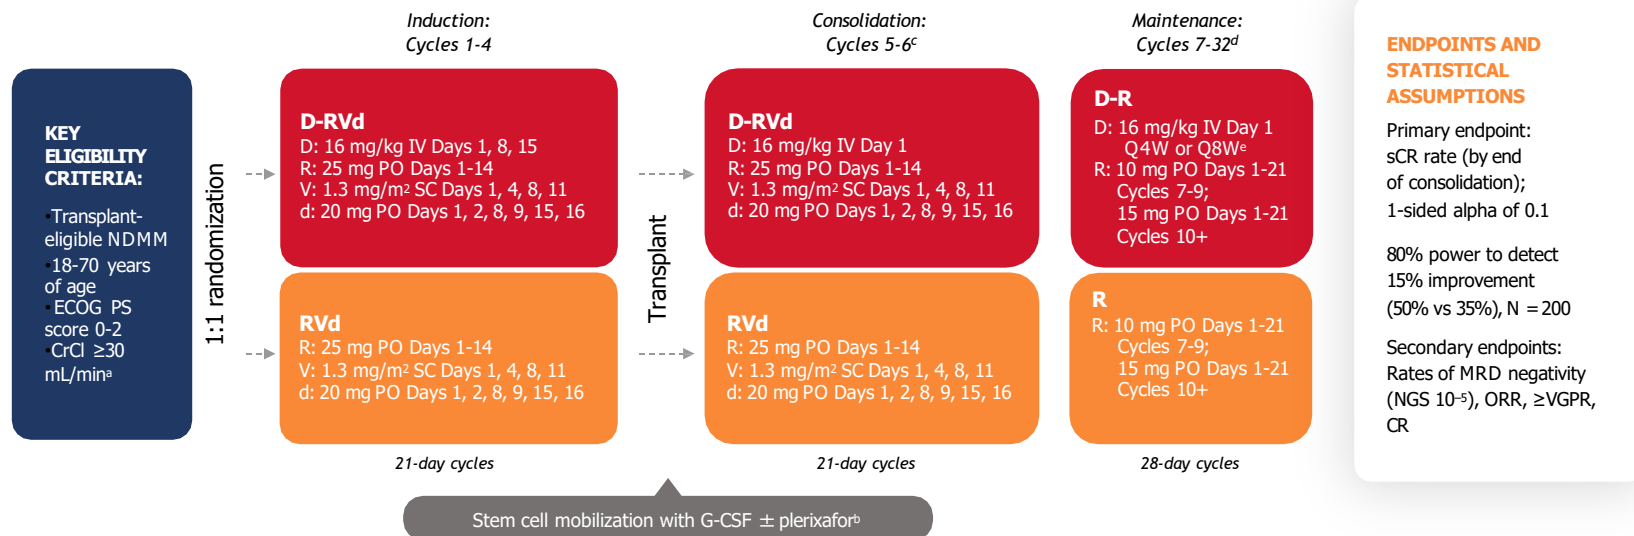 Induction:
Cycles 1-4
Consolidation:
Cycles 5-6ᶜ
Maintenance:
Cycles 7-32ᵈ
KEY
ELIGIBILITY
CRITERIA:
•Transplant-
eligible NDMM
•18-70 years
of age
•ECOG PS
score 0-2
•CrCl ≥30
mL/minᵃ
1:1 randomization
D-RVd
D: 16 mg/kg IV Days 1, 8, 15
R: 25 mg PO Days 1-14
V: 1.3 mg/m² SC Days 1, 4, 8, 11
d: 20 mg PO Days 1, 2, 8, 9, 15, 16
RVd
R: 25 mg PO Days 1-14
V: 1.3 mg/m² SC Days 1, 4, 8, 11
d: 20 mg PO Days 1, 2, 8, 9, 15, 16
21-day cycles
Transplant
D-RVd
D: 16 mg/kg IV Day 1
R: 25 mg PO Days 1-14
V: 1.3 mg/m² SC Days 1, 4, 8, 11
d: 20 mg PO Days 1, 2, 8, 9, 15, 16
RVd
R: 25 mg PO Days 1-14
V: 1.3 mg/m² SC Days 1, 4, 8, 11
d: 20 mg PO Days 1, 2, 8, 9, 15, 16
21-day cycles
D-R
D: 16 mg/kg IV Day 1
Q4W or Q8Wᵉ
R: 10 mg PO Days 1-21
Cycles 7-9;
15 mg PO Days 1-21
Cycles 10+
R
R: 10 mg PO Days 1-21
Cycles 7-9;
15 mg PO Days 1-21
Cycles 10+
28-day cycles
Stem cell mobilization with G-CSF ± plerixaforᵇ
ENDPOINTS AND
STATISTICAL
ASSUMPTIONS
Primary endpoint:
sCR rate (by end
of consolidation);
1-sided alpha of 0.1
80% power to detect
15% improvement
(50% vs 35%), N = 200
Secondary endpoints:
Rates of MRD negativity
(NGS 10⁻⁵), ORR, ≥VGPR,
CR